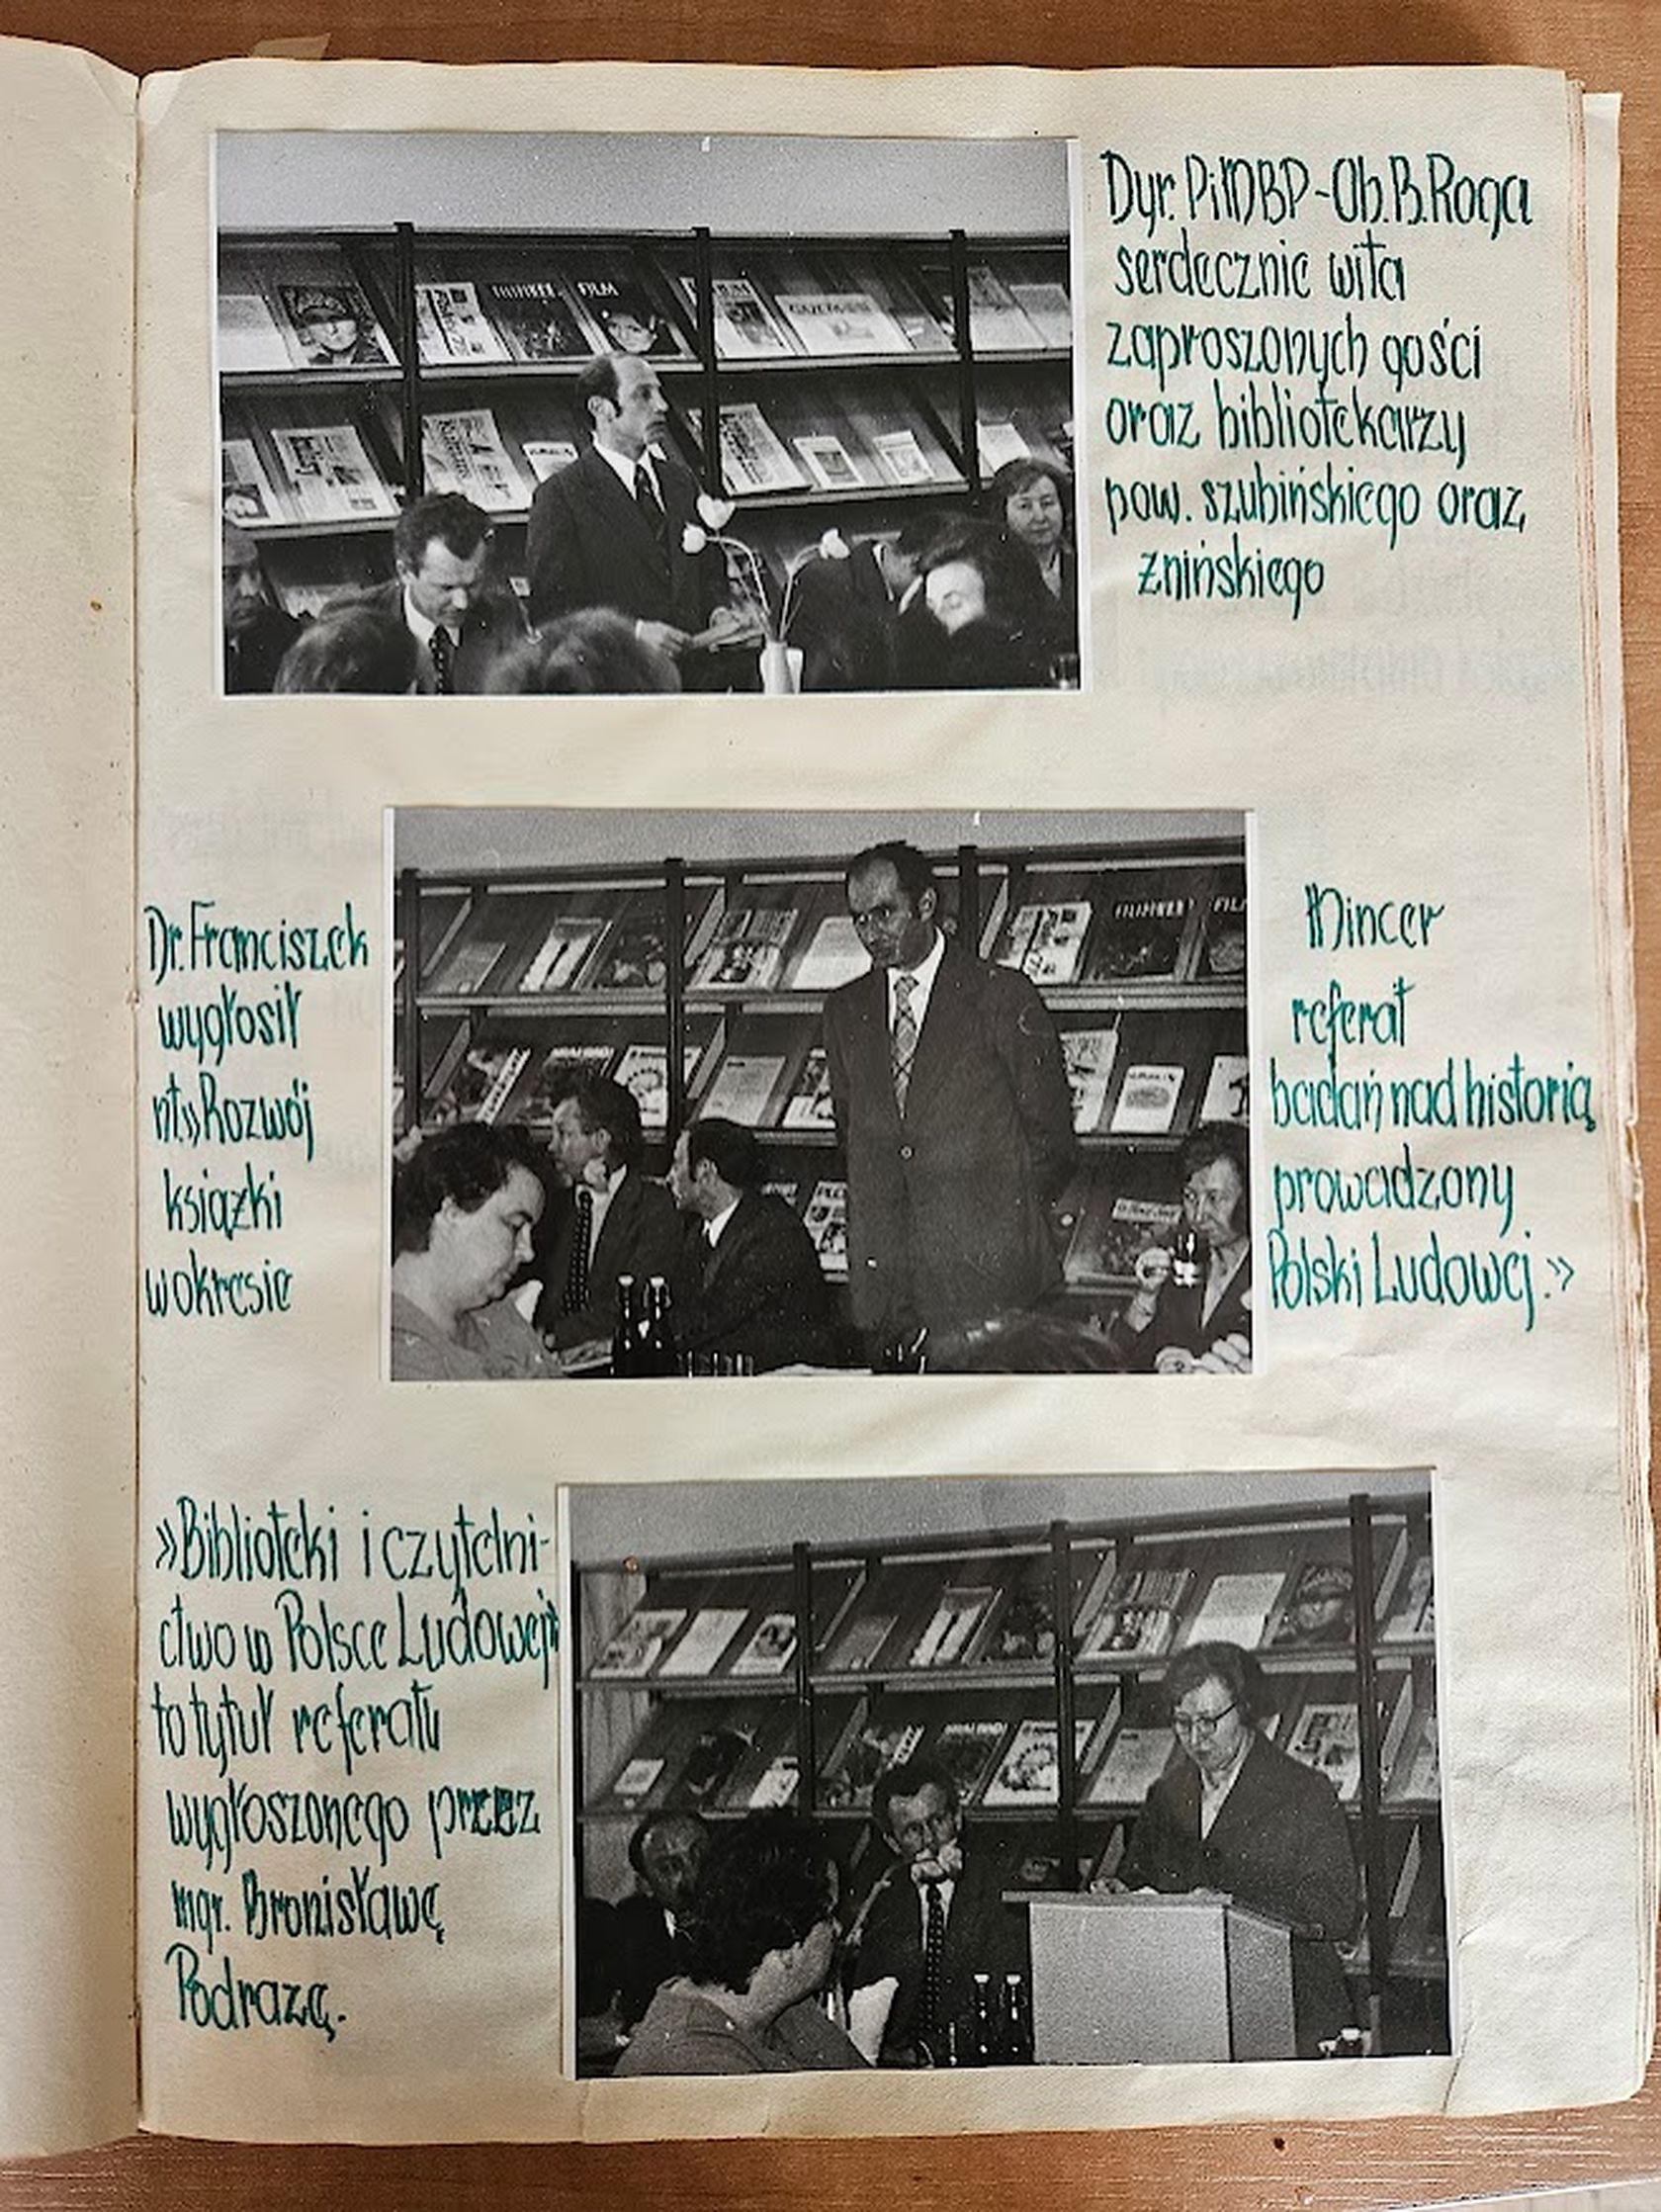 Dyr. PiMBP-Ob.B.Roga
serdecznie wita
zaproszonych gości
oraz bibliotekarzy
pow. szubińskiego oraz
żnińskiego
FILM
Dr. Franciszek Mincer
wygłosił referat
nt.»Rozwój badań nad historią
książki prowadzony
w okresie Polski Ludowej.»
»Biblioteki i czytelni-
ctwo w Polsce Ludowej»
to tytuł referatu
wygłoszonego przez
mgr. Bronisławę
Podrazę.